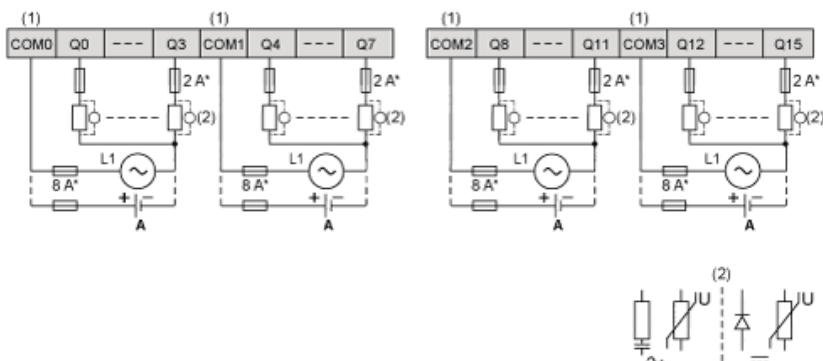 (1) (1) (1) (1)
COM0 Q0 --- Q3 COM1 Q4 --- Q7 COM2 Q8 --- Q11 COM3 Q12 --- Q15
2 A* 2 A* 2 A* 2 A*
(2) (2) (2) (2)
L1 L1 L1 L1
8 A* 8 A* 8 A* 8 A*
+ − + − + − + −
A A A A
(2)
U U